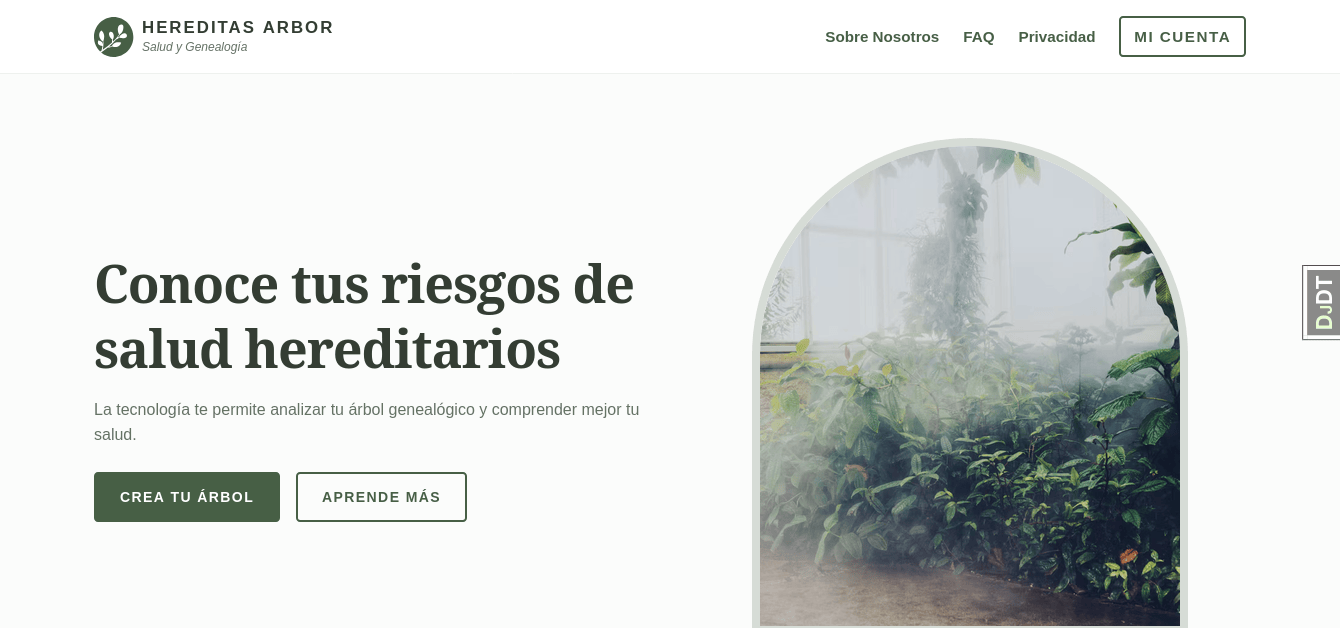 HEREDITAS ARBOR
Salud y Genealogía
Sobre Nosotros
FAQ
Privacidad
MI CUENTA
Conoce tus riesgos de
salud hereditarios
La tecnología te permite analizar tu árbol genealógico y comprender mejor tu
salud.
CREA TU ÁRBOL
APRENDE MÁS
DJDT